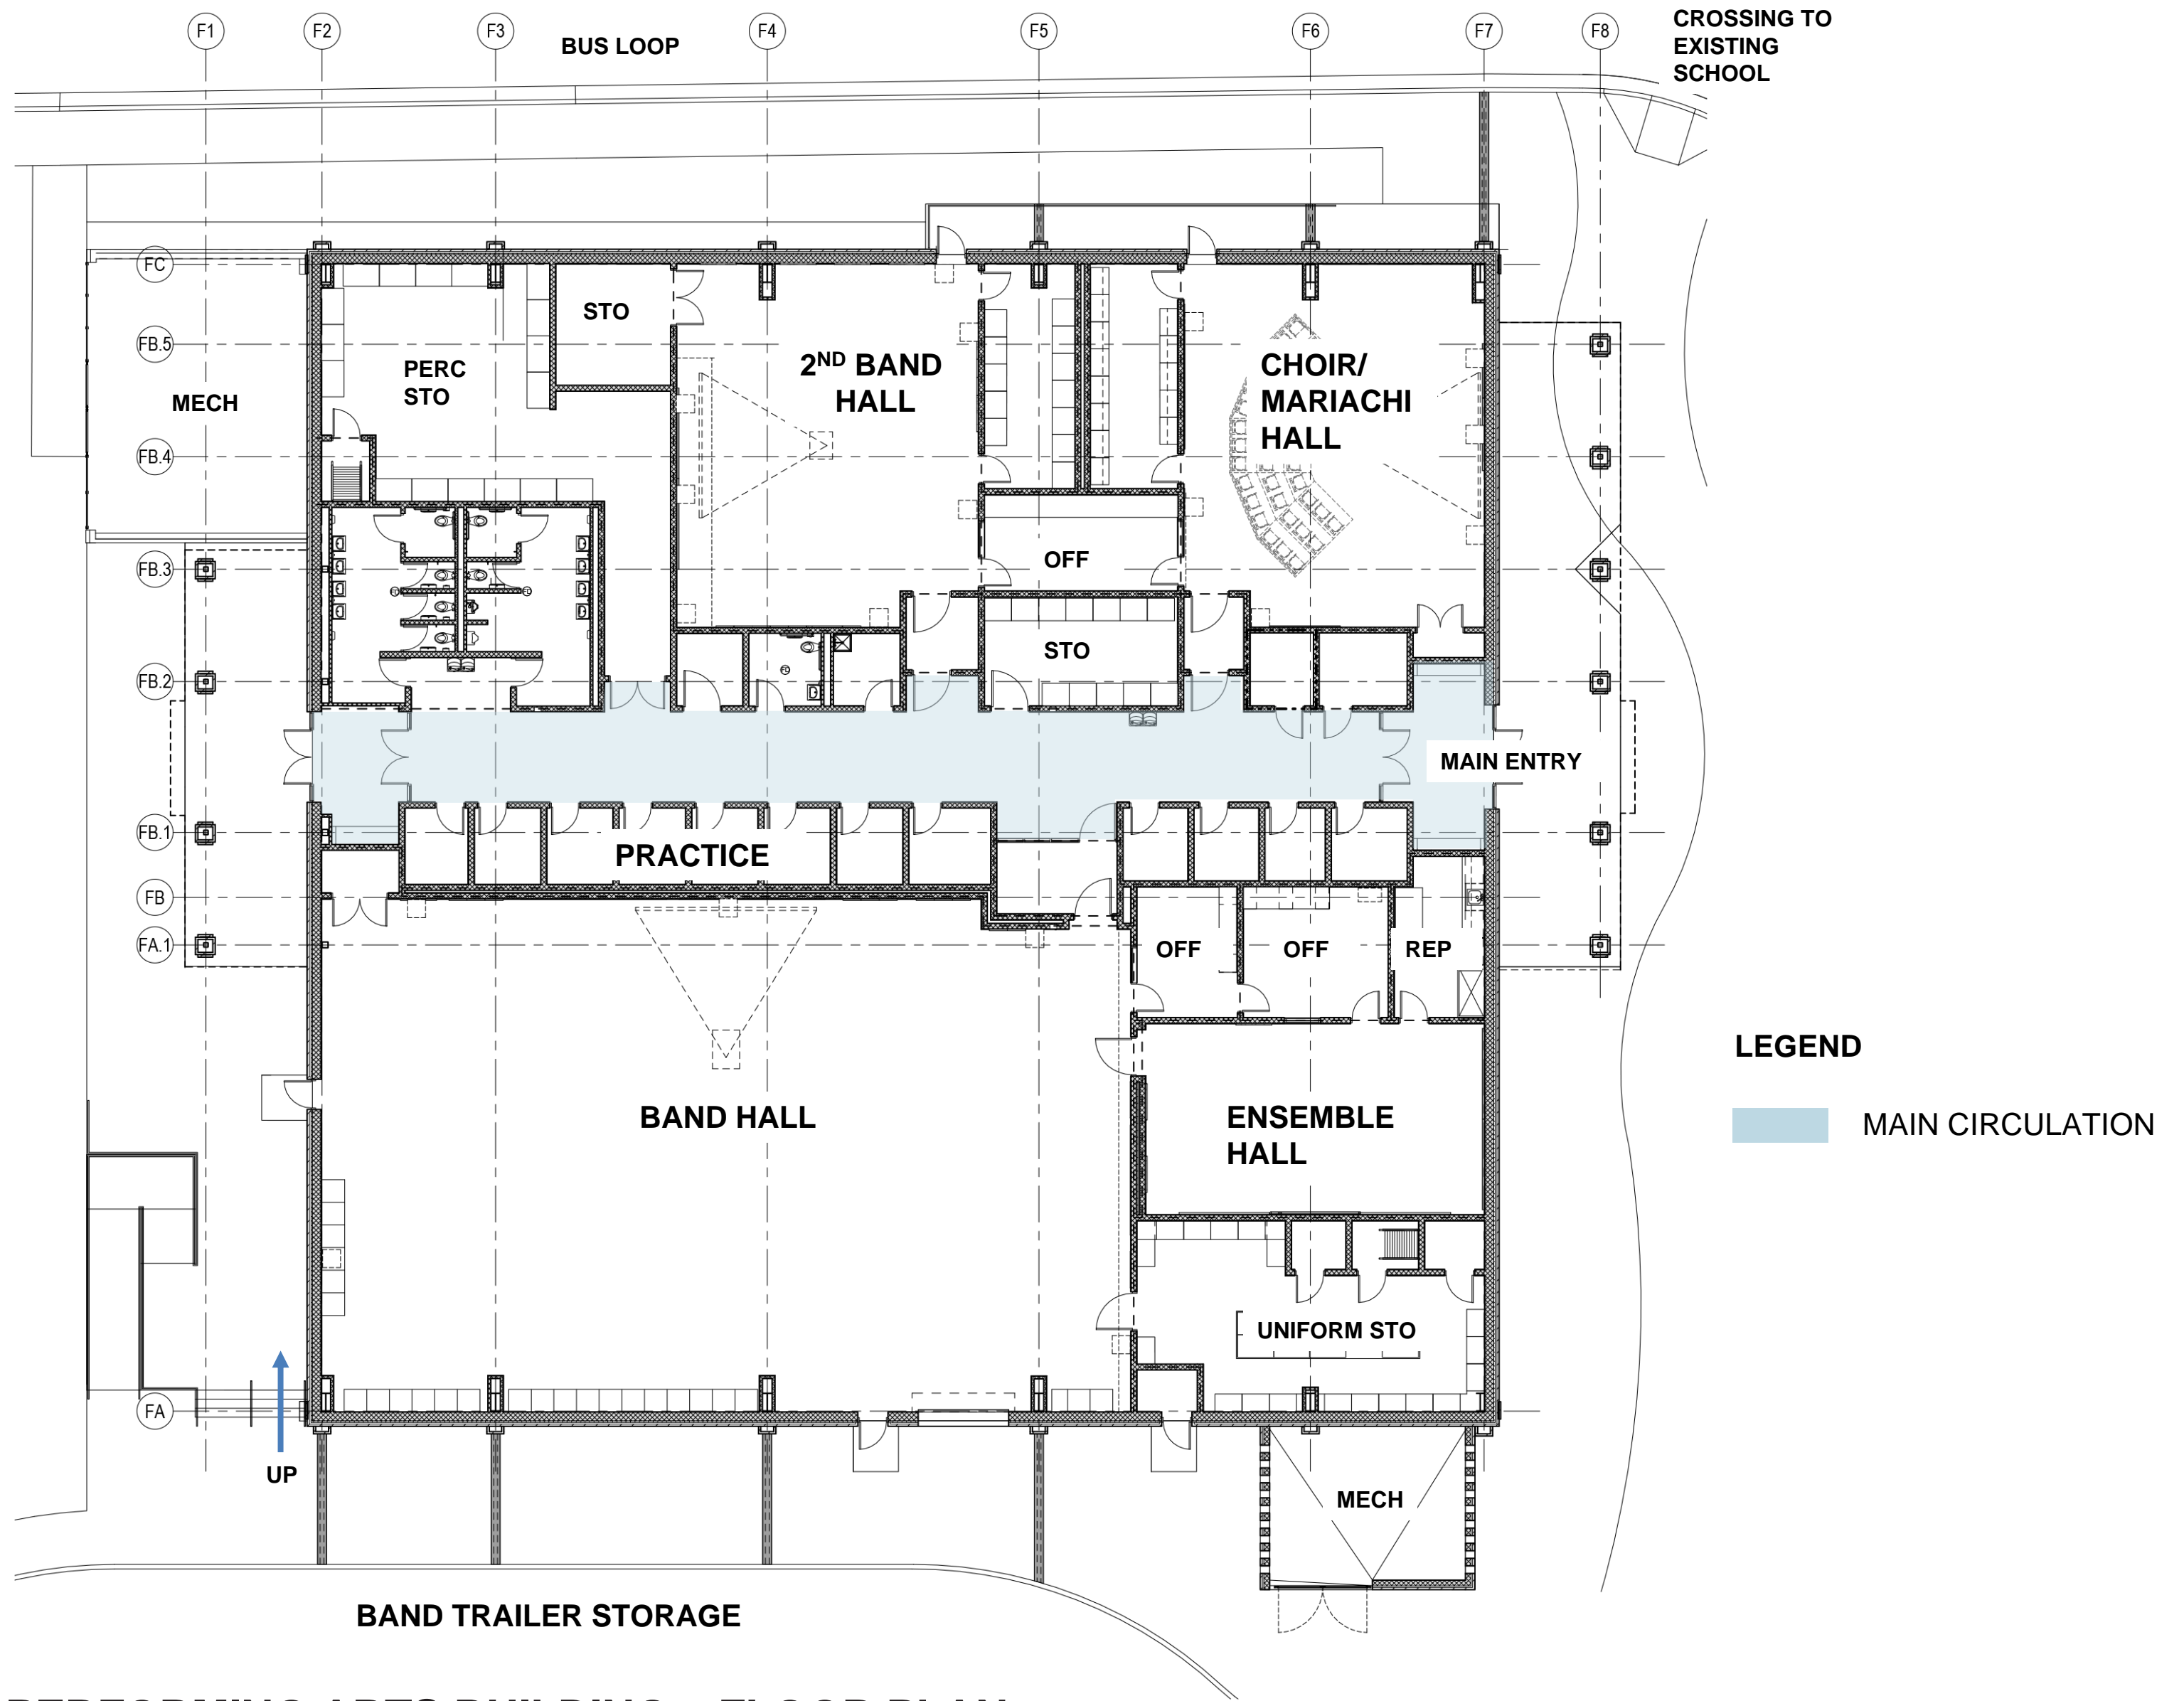 CROSSING TO
EXISTING
SCHOOL
F1 F2 F3 F4 F5 F6 F7 F8
BUS LOOP
FC
FB.5
FB.4
FB.3
FB.2
FB.1
FB
FA.1
FA
MECH
PERC
STO
STO
2ND BAND
HALL
CHOIR/
MARIACHI
HALL
OFF
STO
MAIN ENTRY
PRACTICE
OFF
OFF
REP
BAND HALL
ENSEMBLE
HALL
UNIFORM STO
UP
MECH
BAND TRAILER STORAGE
LEGEND
MAIN CIRCULATION